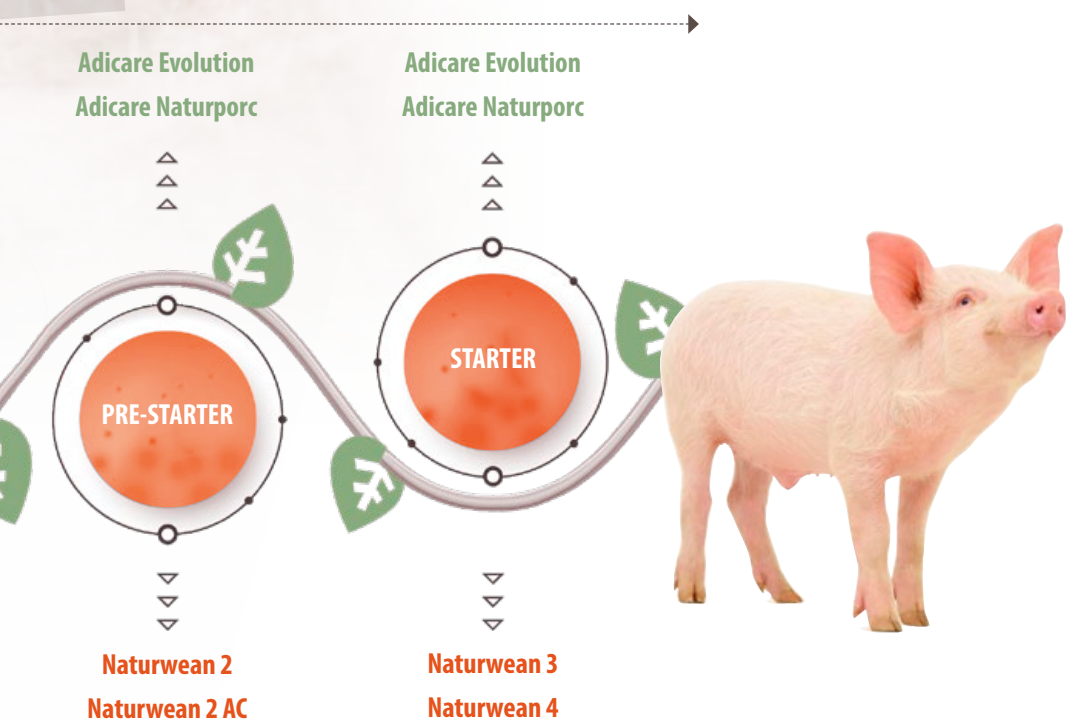 Adicare Evolution
Adicare Naturporc
Adicare Evolution
Adicare Naturporc
PRE-STARTER
STARTER
Naturwean 2
Naturwean 2 AC
Naturwean 3
Naturwean 4